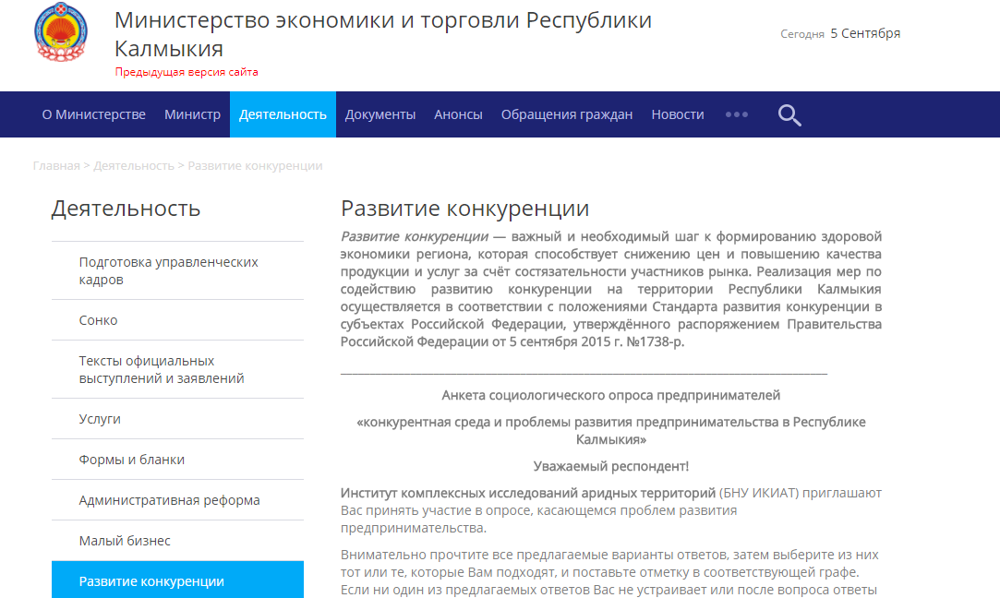 Министерство экономики и торговли Республики
Калмыкия
Предыдущая версия сайта
Сегодня 5 Сентября
О Министерстве Министр Деятельность Документы Анонсы Обращения граждан Новости •••
Главная > Деятельность > Развитие конкуренции
Деятельность
Подготовка управленческих
кадров
Сонко
Тексты официальных
выступлений и заявлений
Услуги
Формы и бланки
Административная реформа
Малый бизнес
Развитие конкуренции
Развитие конкуренции
Развитие конкуренции — важный и необходимый шаг к формированию здоровой
экономики региона, которая способствует снижению цен и повышению качества
продукции и услуг за счёт состязательности участников рынка. Реализация мер по
содействию развитию конкуренции на территории Республики Калмыкия
осуществляется в соответствии с положениями Стандарта развития конкуренции в
субъектах Российской Федерации, утверждённого распоряжением Правительства
Российской Федерации от 5 сентября 2015 г. №1738-р.
Анкета социологического опроса предпринимателей
«конкурентная среда и проблемы развития предпринимательства в Республике
Калмыкия»
Уважаемый респондент!
Институт комплексных исследований аридных территорий (БНУ ИКИАТ) приглашают
Вас принять участие в опросе, касающемся проблем развития
предпринимательства.
Внимательно прочтите все предлагаемые варианты ответов, затем выберите из них
тот или те, которые Вам подходят, и поставьте отметку в соответствующей графе.
Если ни один из предлагаемых ответов Вас не устраивает или после вопроса ответы